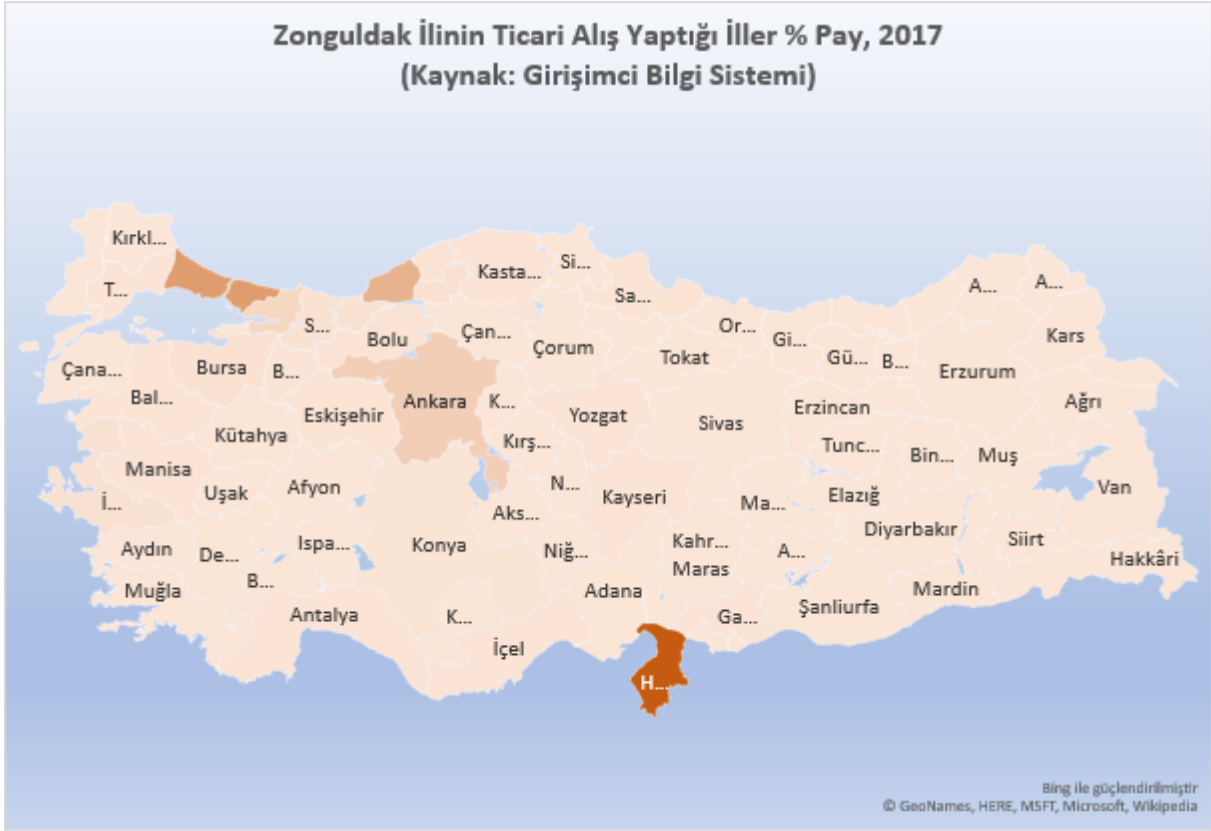 Zonguldak İlinin Ticari Alış Yaptığı İller % Pay, 2017
(Kaynak: Girişimci Bilgi Sistemi)
Kırkl...
T...
Kasta...
Si...
Sa...
A...
A...
S...
Bolu
Çan...
Or...
Gi...
Kars
Çorum
Tokat
Gü...
B...
Çana...
Bursa
B...
Erzurum
Bal...
Ankara
K...
Ağrı
Eskişehir
Yozgat
Sivas
Erzincan
Kütahya
Kırş...
Tunc...
Bin...
Muş
Manisa
Uşak
Afyon
N...
Kayseri
Elazığ
Van
İ...
Aks...
Ma...
Diyarbakır
Siirt
Aydın
De...
Ispa...
Konya
Niğ...
Kahr...
Maras
A...
Hakkâri
Muğla
B...
Adana
Mardin
Antalya
K...
Ga...
Şanliurfa
İçel
H...
Bing ile güçlendirilmiştir
© GeoNames, HERE, MSFT, Microsoft, Wikipedia